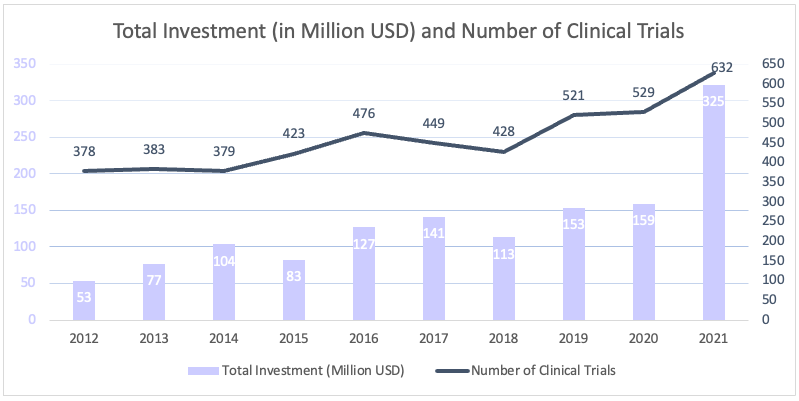 Total Investment (in Million USD) and Number of Clinical Trials
350 650
300 600
250 550
200 500
150 450
100 400
50 350
0 300
250
200
150
100
50
0
378 383 379 423 476 449 428 521 529 632
53 77 104 83 127 141 113 153 159 325
2012 2013 2014 2015 2016 2017 2018 2019 2020 2021
Total Investment (Million USD) Number of Clinical Trials